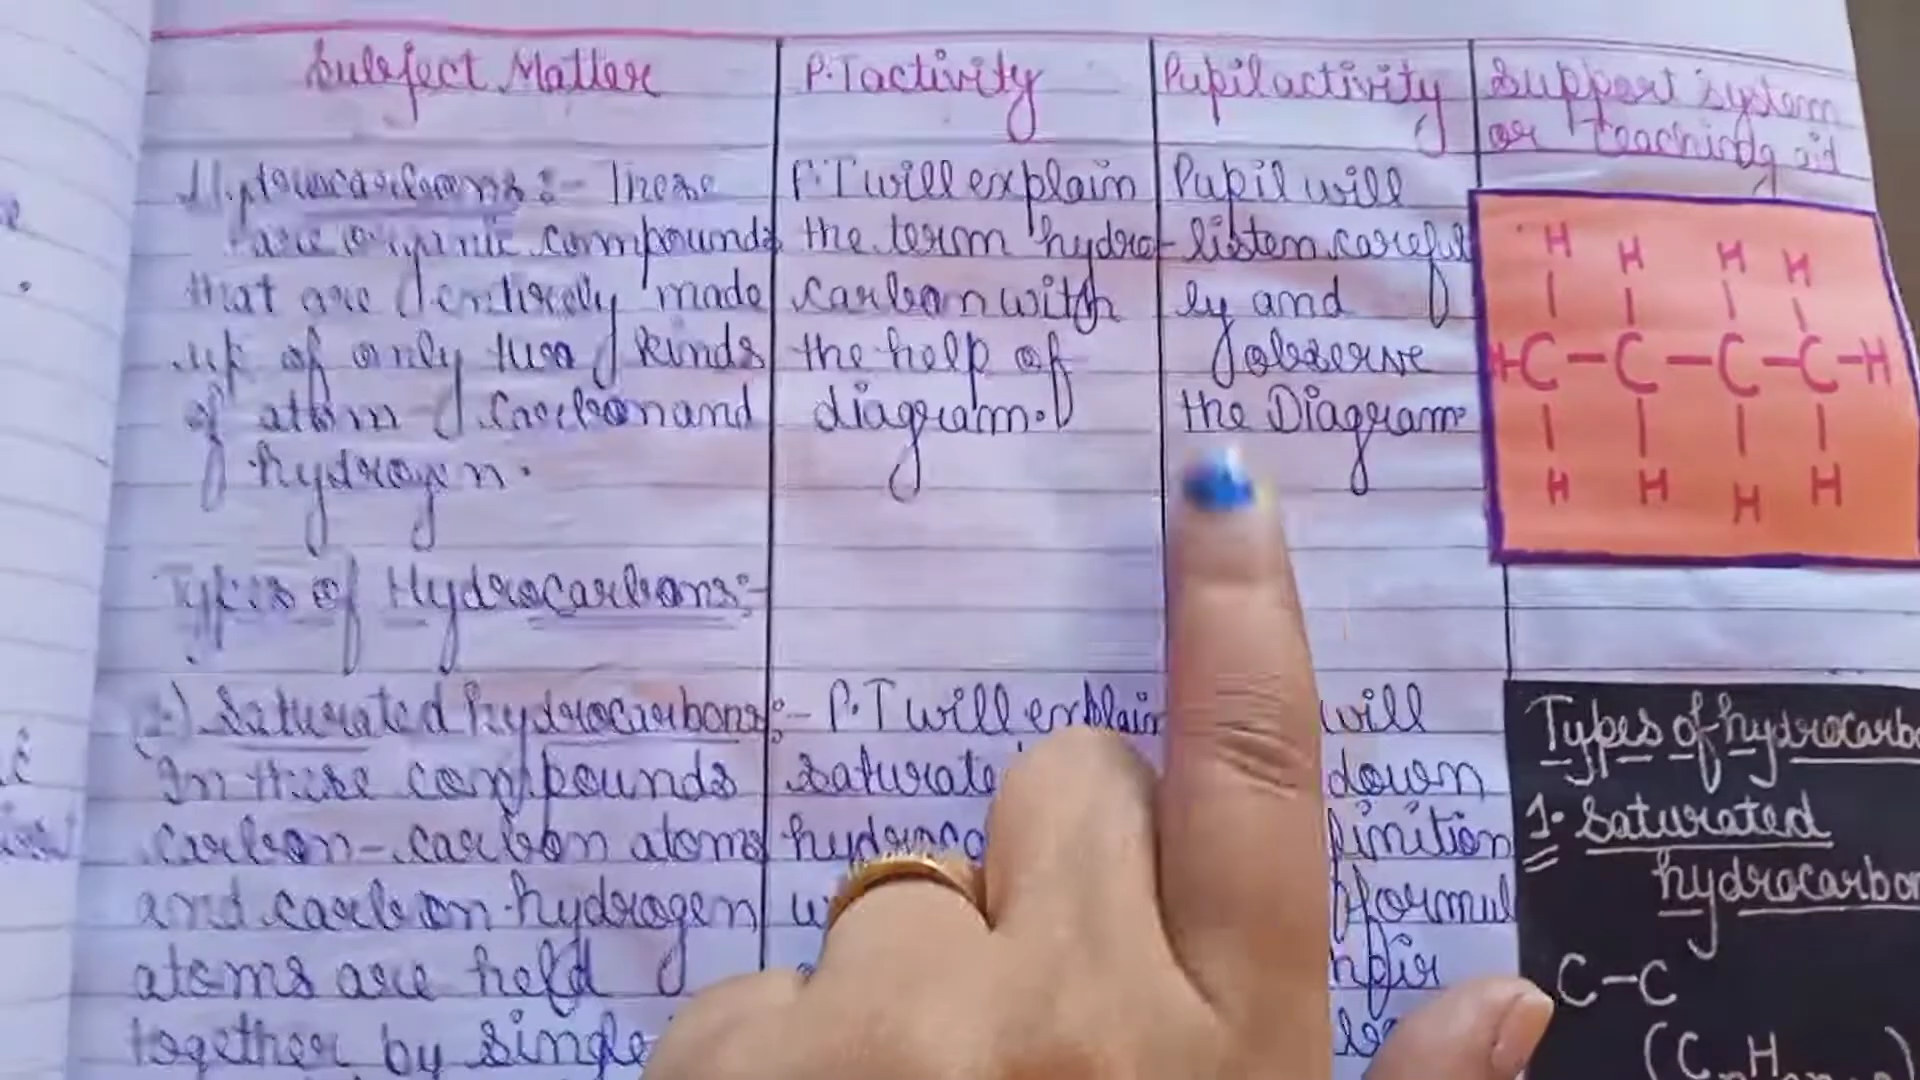 Subject Matter
P.T activity
Pupil activity
Support system
or teaching aid
Hydrocarbons:- These
are organic compounds
that are entirely made
up of only two kinds
of atom - Carbon and
hydrogen.
P.T will explain
the term hydro-
carbon with
the help of
diagram.
Pupil will
listen careful
ly and
observe
the Diagram.
H H H H
H-C-C-C-C-H
H H H H
Types of Hydrocarbons:-
Saturated hydrocarbons:-
In these compounds
carbon-carbon atoms
and carbon-hydrogen
atoms are held
together by single
P.T will explain
will
down
Types of hydrocarbo
1. Saturated
hydrocarbon
C-C